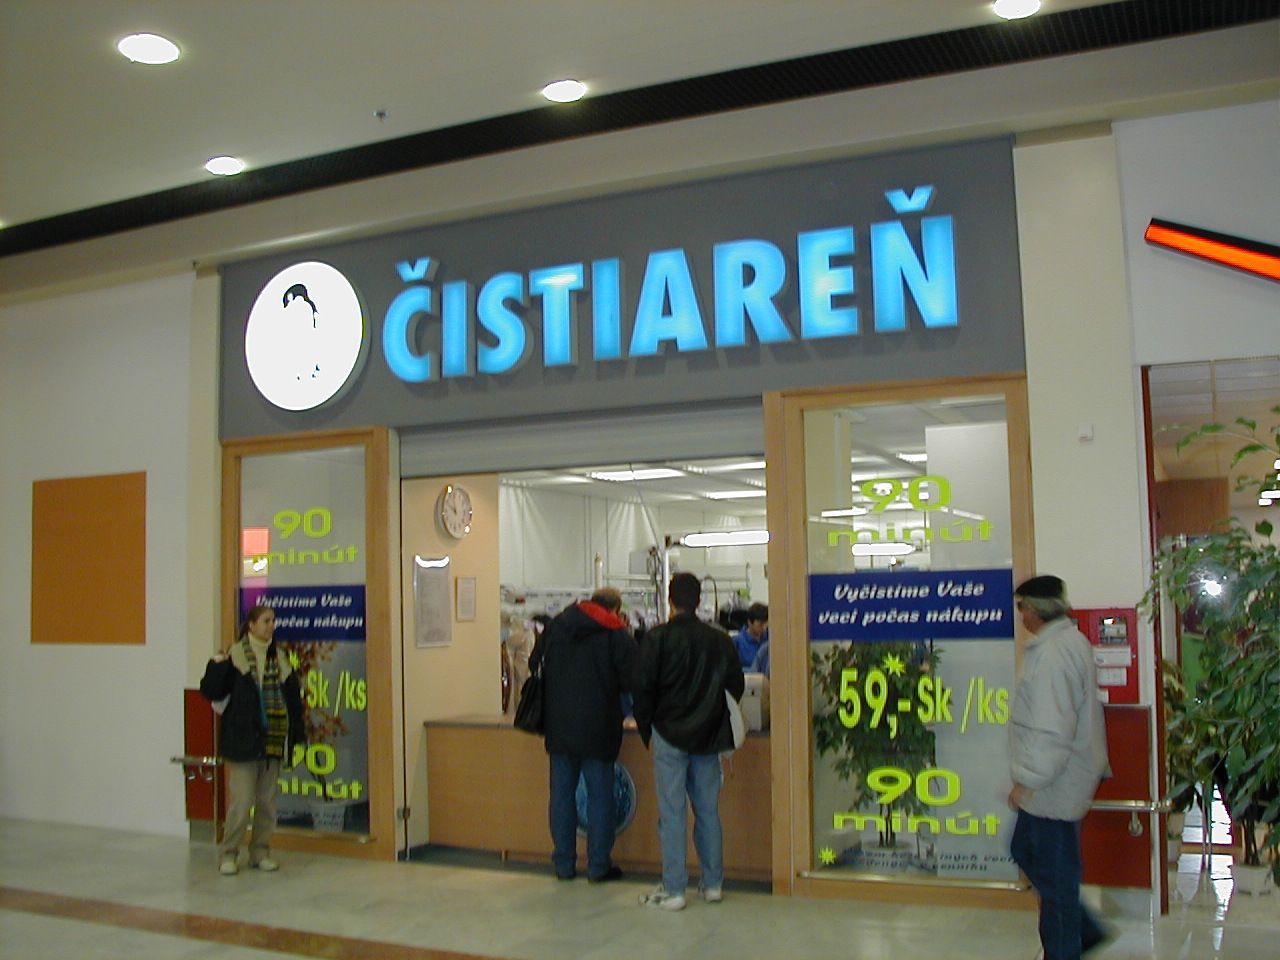 ČISTIAREŇ
90
minút
Vyčistíme Vaše
veci počas nákupu
Sk /ks
90
minút
90
minút
Vyčistíme Vaše
veci počas nákupu
59,- Sk /ks
90
minút